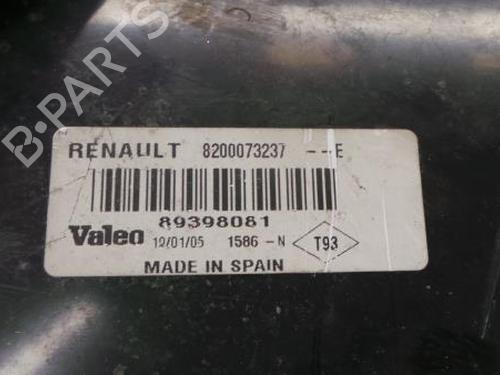 B-PARTS
RENAULT 8200073237 --E
89398081
Valeo 19/01/05 1586-N T93
MADE IN SPAIN